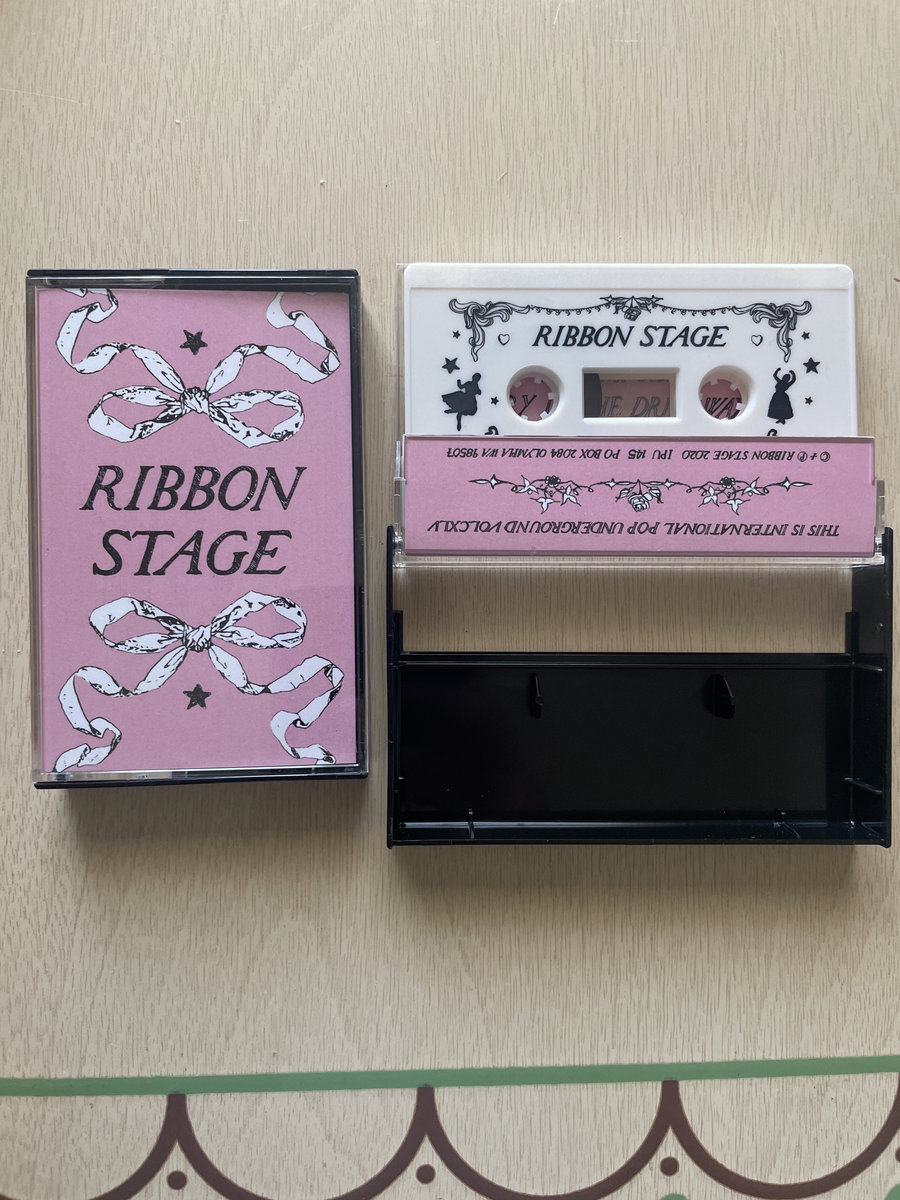 RIBBON
STAGE
RIBBON STAGE
THIS IS INTERNATIONAL POP UNDERGROUND VOL.CXLV
© + ℗ RIBBON STAGE 2020 IPU 145 PO BOX 2084 OLYMPIA WA 98507